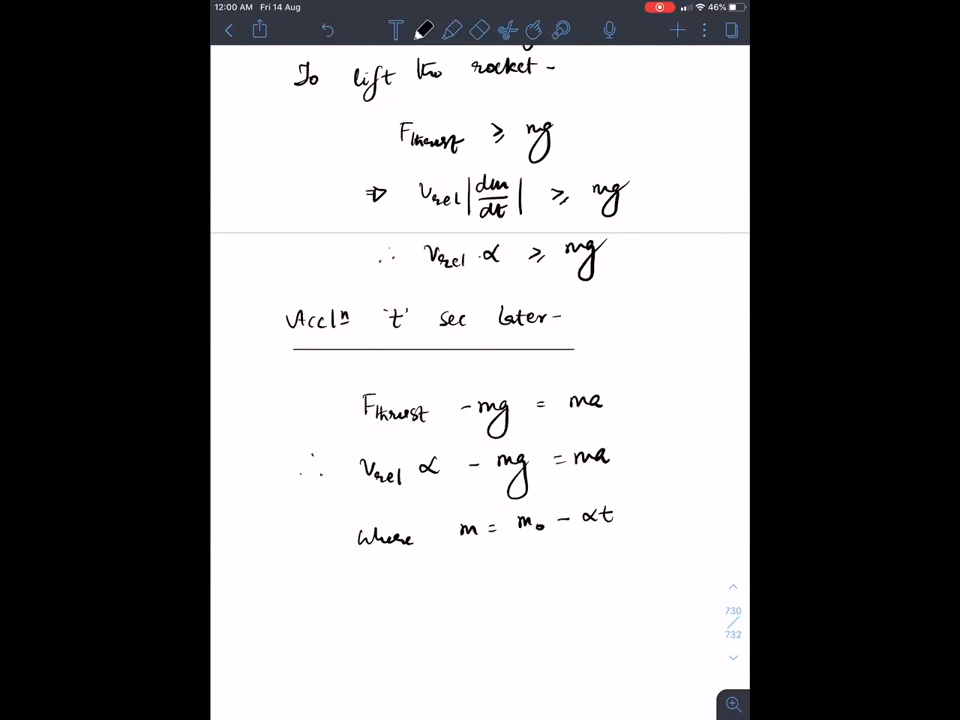 12:00 AM Fri 14 Aug 46%
To lift the rocket -
Fthrust ≥ mg
⇒ Vrel |dm/dt| ≥ mg
∴ Vrel . α ≥ mg
Accln 't' sec later -
Fthrust - mg = ma
∴ Vrel α - mg = ma
where m = m₀ - αt
730
/
732